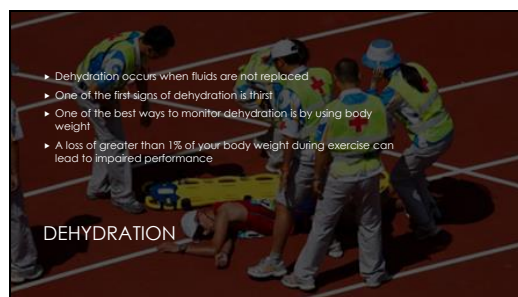 ▸ Dehydration occurs when fluids are not replaced
▸ One of the first signs of dehydration is thirst
▸ One of the best ways to monitor dehydration is by using body
weight
▸ A loss of greater than 1% of your body weight during exercise can
lead to impaired performance
DEHYDRATION